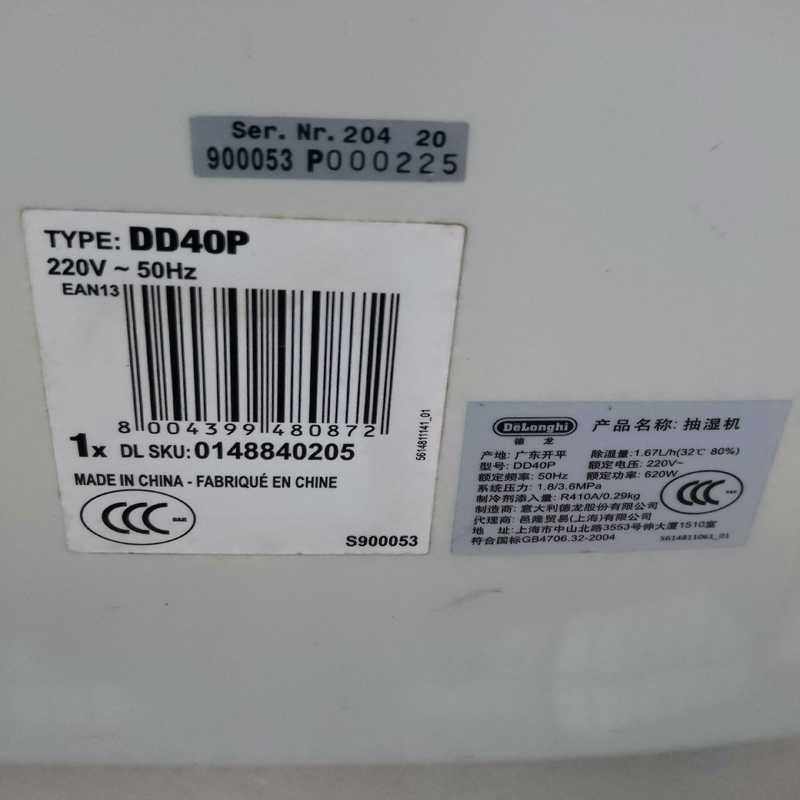 Ser. Nr. 204 20
900053 P000225
TYPE: DD40P
220V ~ 50Hz
EAN13
8 004399 480872
5614811141_01
1x DL SKU: 0148840205
MADE IN CHINA - FABRIQUÉ EN CHINE
CCC S&E
S900053
DeLonghi
德龙
产品名称: 抽湿机
产地: 广东开平 除湿量: 1.67L/h(32℃ 80%)
型号: DD40P 额定电压: 220V~
额定频率: 50Hz 额定功率: 620W
系统压力: 1.8/3.6MPa
制冷剂添入量: R410A/0.29kg
制造商: 意大利德龙股份有限公司
代理商: 邑隆贸易(上海)有限公司
地 址: 上海市中山北路3553号伸大厦1510室
符合国标GB4706.32-2004
CCC S&E
5614811061_01